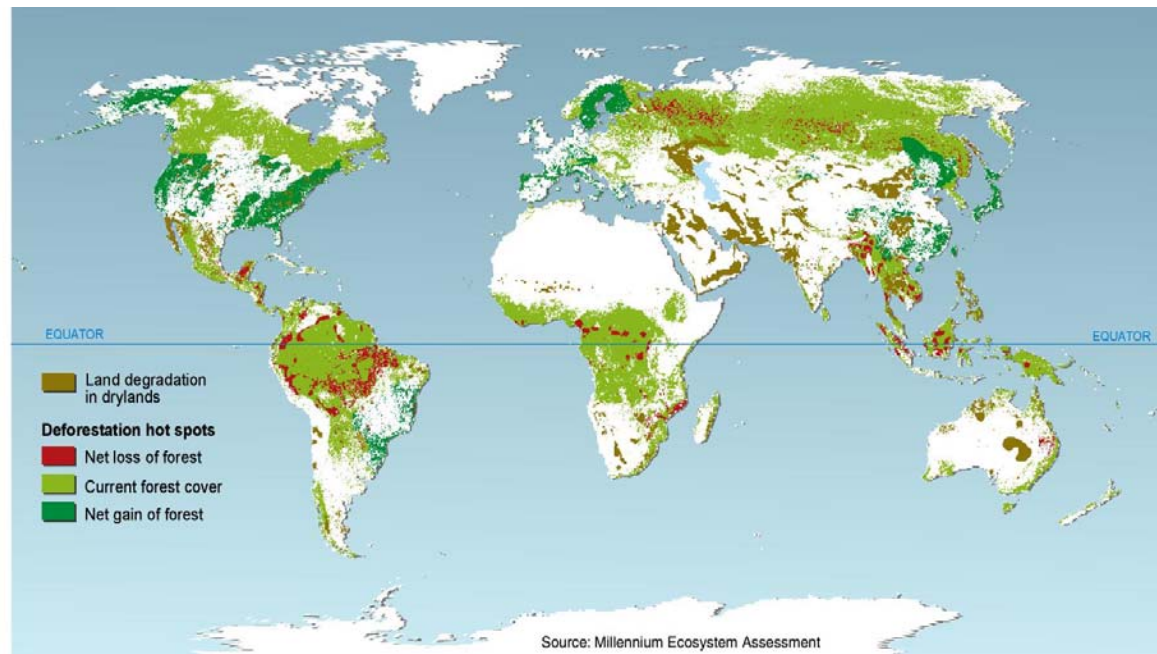 EQUATOR
EQUATOR
Land degradation
in drylands
Deforestation hot spots
Net loss of forest
Current forest cover
Net gain of forest
Source: Millennium Ecosystem Assessment